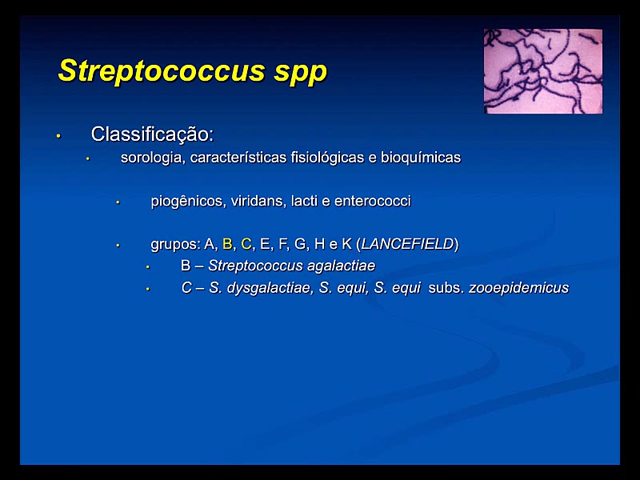 Streptococcus spp
• Classificação:
• sorologia, características fisiológicas e bioquímicas
• piogênicos, viridans, lacti e enterococci
• grupos: A, B, C, E, F, G, H e K (LANCEFIELD)
• B – Streptococcus agalactiae
• C – S. dysgalactiae, S. equi, S. equi subs. zooepidemicus